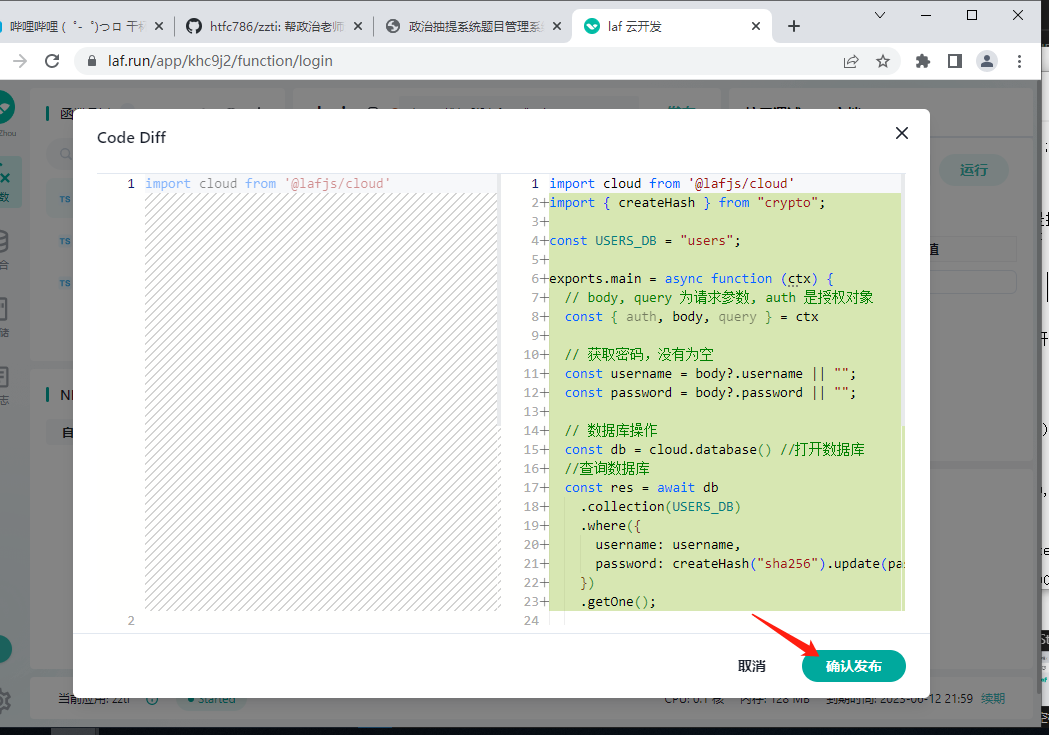 哔哩哔哩 ( ゜- ゜)つロ 干
htfc786/zzti: 帮政治老师
政治抽提系统题目管理系
laf 云开发
laf.run/app/khc9j2/function/login
Code Diff
1 import cloud from '@lafjs/cloud'
2
1 import cloud from '@lafjs/cloud'
2+import { createHash } from "crypto";
3+
4+const USERS_DB = "users";
5+
6+exports.main = async function (ctx) {
7+ // body, query 为请求参数, auth 是授权对象
8+ const { auth, body, query } = ctx
9+
10+ // 获取密码，没有为空
11+ const username = body?.username || "";
12+ const password = body?.password || "";
13+
14+ // 数据库操作
15+ const db = cloud.database() //打开数据库
16+ //查询数据库
17+ const res = await db
18+ .collection(USERS_DB)
19+ .where({
20+ username: username,
21+ password: createHash("sha256").update(pa
22+ })
23+ .getOne();
24
取消
确认发布
运行
值
TS
TS
TS
当前应用: zzti
Started
CPU: 0.1 核
内存: 128 MB
到期时间: 2023-06-12 21:59
续期